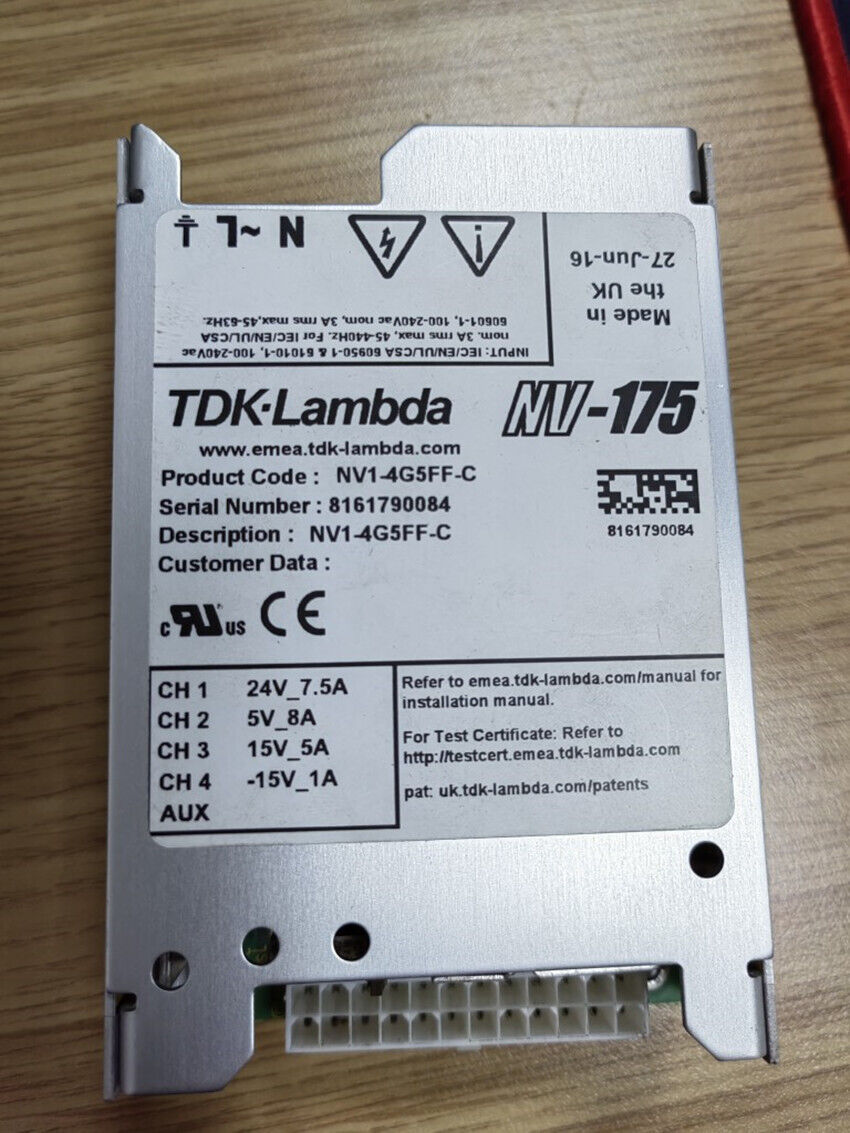 N ~L
Made in
the UK
27-Jun-16
INPUT: IEC/EN/UL/CSA 60950-1 & 61010-1, 100-240Vac
nom. 3A rms max, 45-440Hz. For IEC/EN/UL/CSA
60601-1, 100-240Vac nom, 3A rms max,45-63Hz.
TDK-Lambda NV-175
www.emea.tdk-lambda.com
Product Code : NV1-4G5FF-C
Serial Number : 8161790084
Description : NV1-4G5FF-C
8161790084
Customer Data :
c RU us CE
CH 1 24V_7.5A
CH 2 5V_8A
CH 3 15V_5A
CH 4 -15V_1A
AUX
Refer to emea.tdk-lambda.com/manual for
installation manual.
For Test Certificate: Refer to
http://testcert.emea.tdk-lambda.com
pat: uk.tdk-lambda.com/patents